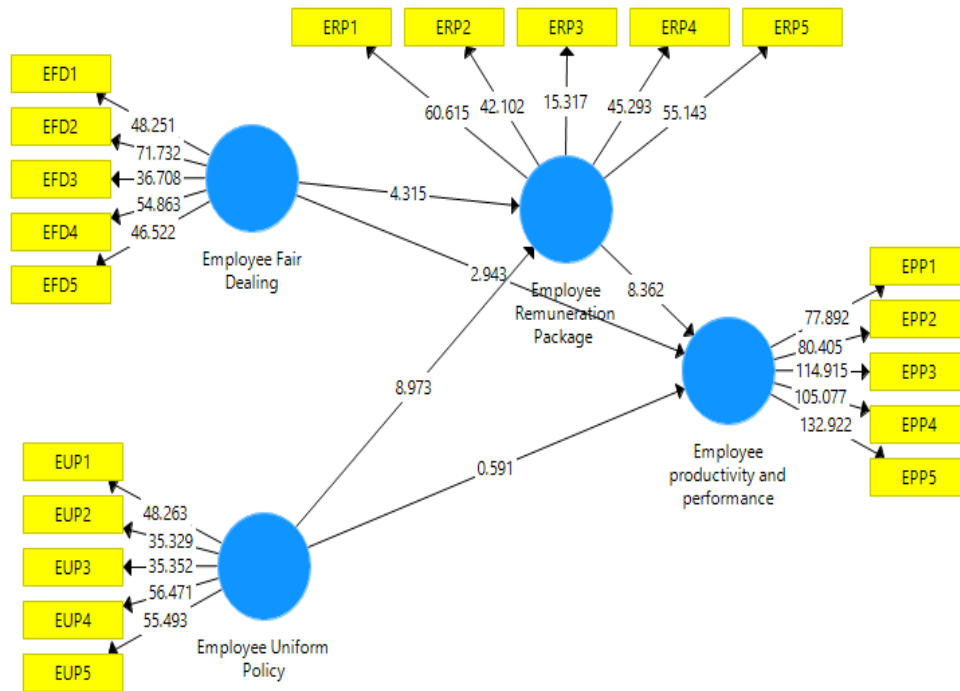 ERP1
ERP2
ERP3
ERP4
ERP5
60.615
42.102
15.317
45.293
55.143
EFD1
EFD2
EFD3
EFD4
EFD5
48.251
71.732
36.708
54.863
46.522
Employee Fair
Dealing
4.315
2.943
Employee
Remuneration
Package
8.362
8.973
0.591
EPP1
EPP2
EPP3
EPP4
EPP5
77.892
80.405
114.915
105.077
132.922
Employee
productivity and
performance
EUP1
EUP2
EUP3
EUP4
EUP5
48.263
35.329
35.352
56.471
55.493
Employee Uniform
Policy